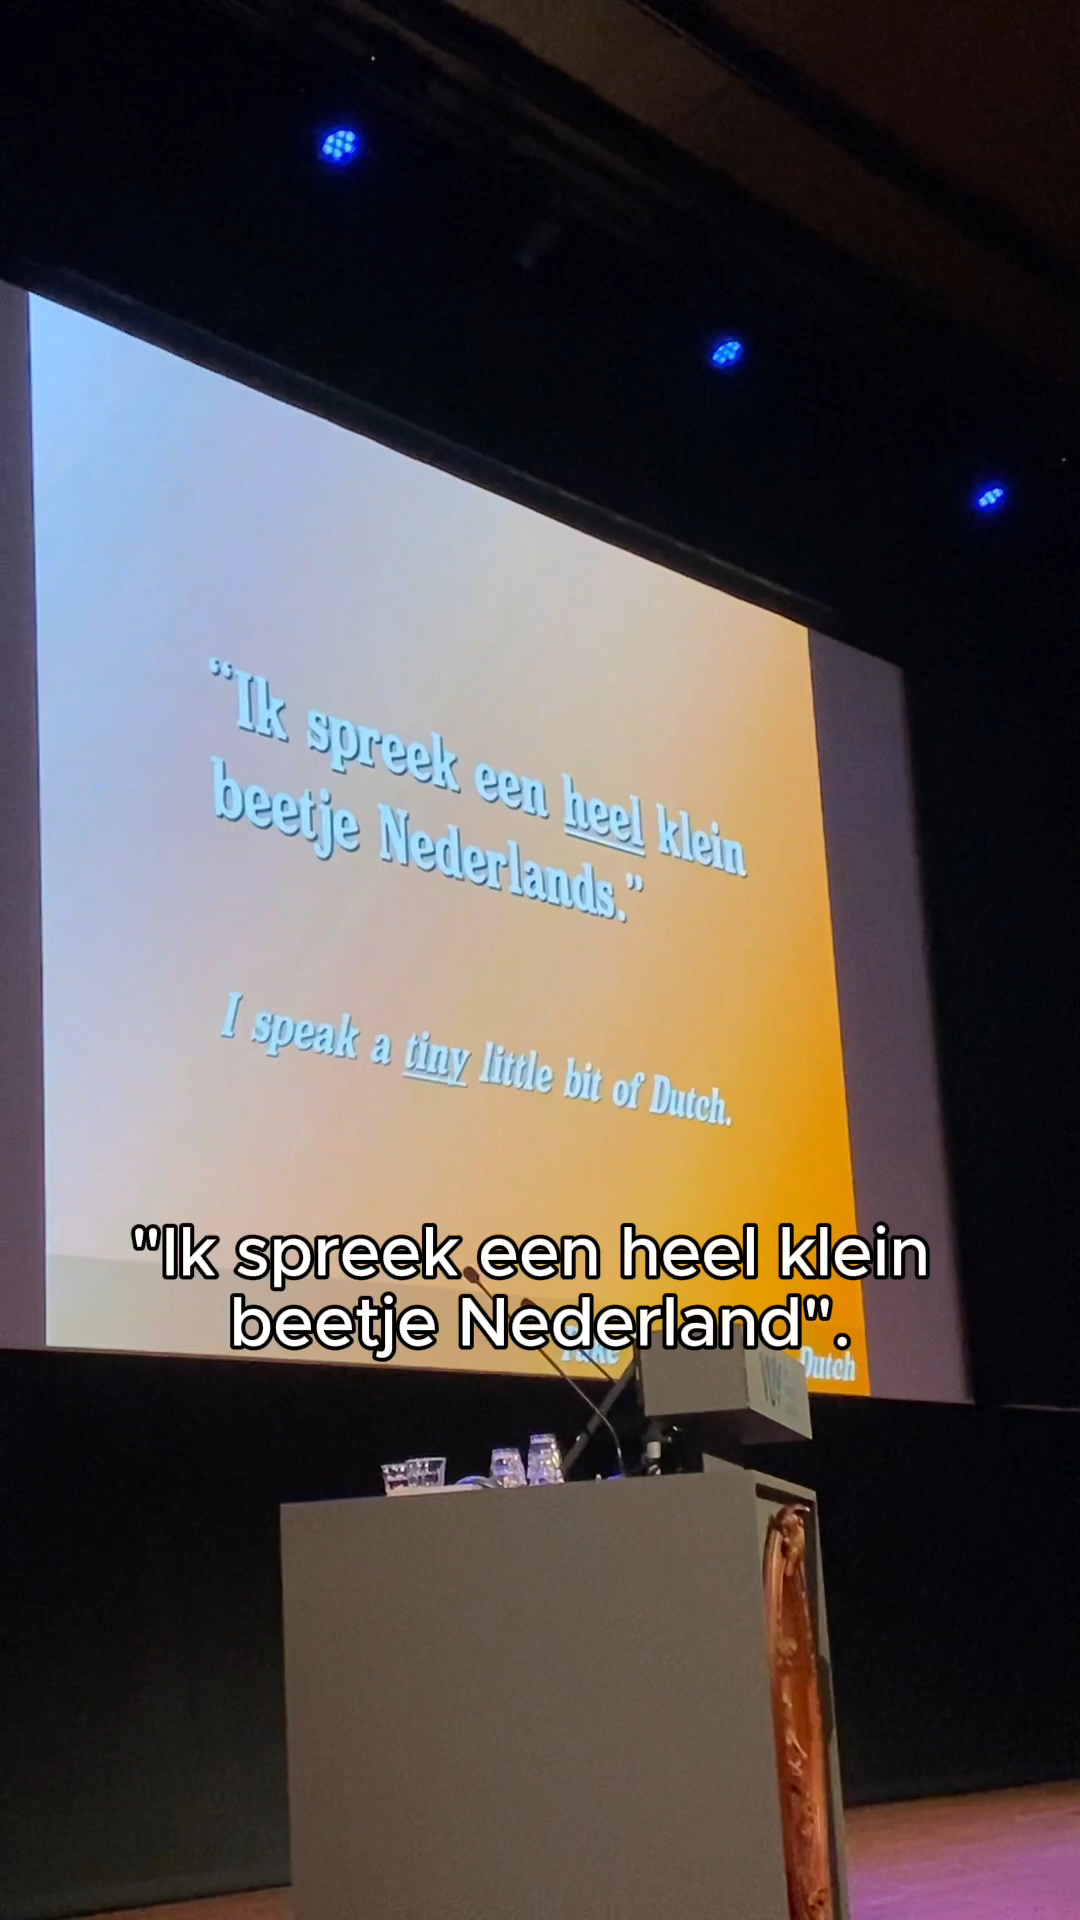 “Ik spreek een heel klein
beetje Nederlands.”
I speak a tiny little bit of Dutch.
"Ik spreek een heel klein
beetje Nederland".
Dutch